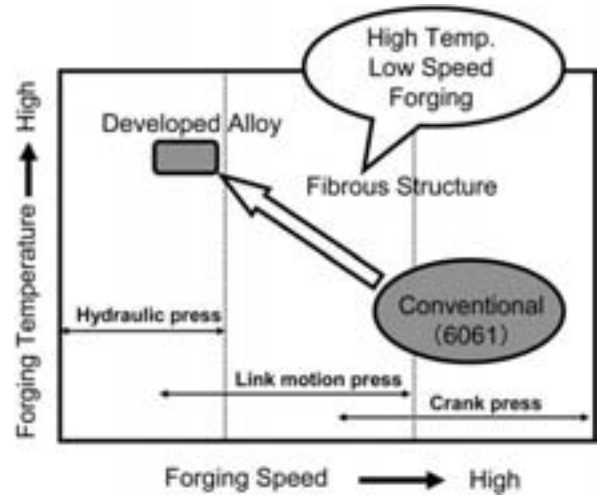 High Temp.
Low Speed
Forging
Developed Alloy
Fibrous Structure
Conventional
(6061)
Hydraulic press
Link motion press
Crank press
Forging Temperature
High
Forging Speed
High